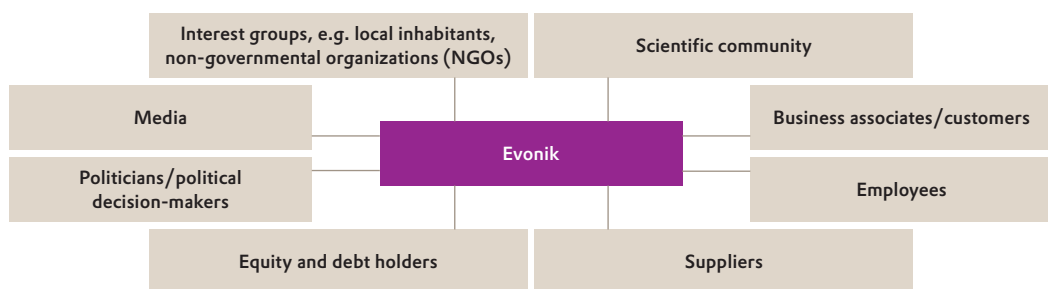 Interest groups, e.g. local inhabitants,
non-governmental organizations (NGOs)
Scientific community
Media
Business associates/customers
Evonik
Politicians/political
decision-makers
Employees
Equity and debt holders
Suppliers